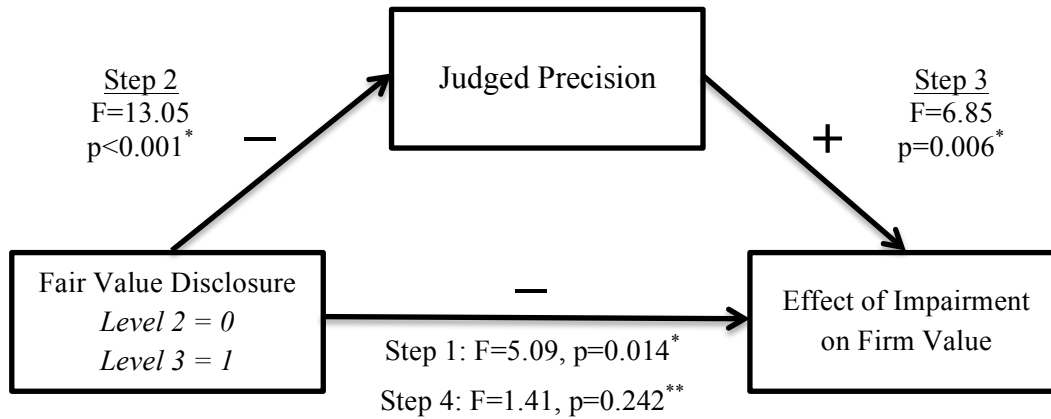 Step 2
F=13.05
p<0.001*
−
Judged Precision
Step 3
F=6.85
p=0.006*
+
Fair Value Disclosure
Level 2 = 0
Level 3 = 1
−
Effect of Impairment
on Firm Value
Step 1: F=5.09, p=0.014*
Step 4: F=1.41, p=0.242**